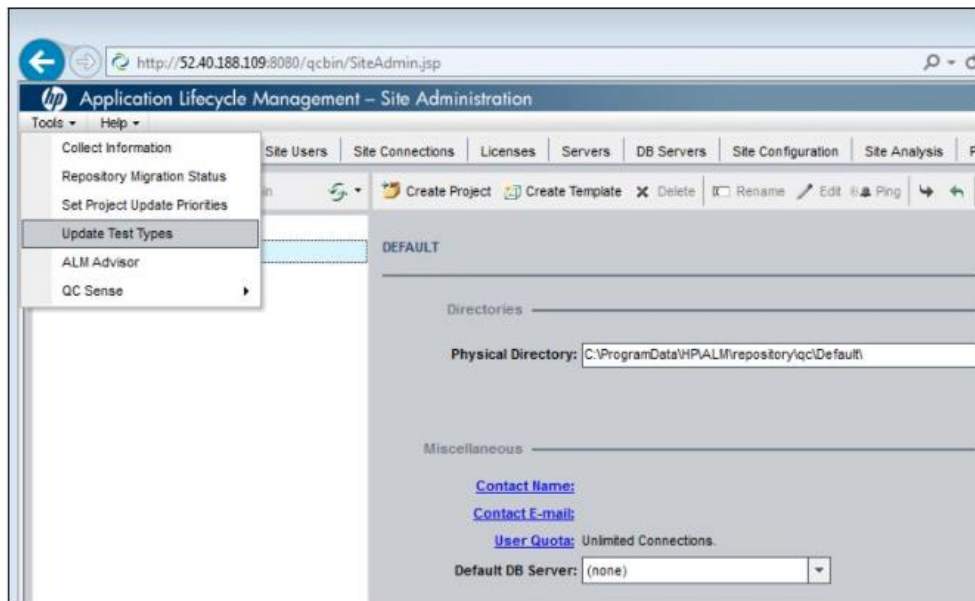 http://52.40.188.109:8080/qcbin/SiteAdmin.jsp
hp Application Lifecycle Management – Site Administration
Tools Help
Site Users Site Connections Licenses Servers DB Servers Site Configuration Site Analysis
Collect Information
Repository Migration Status
Set Project Update Priorities
Update Test Types
ALM Advisor
QC Sense
Create Project Create Template Delete Rename Edit Ping
DEFAULT
Directories
Physical Directory: C:\ProgramData\HP\ALM\repository\qc\Default\
Miscellaneous
Contact Name:
Contact E-mail:
User Quota: Unlimited Connections.
Default DB Server: (none)